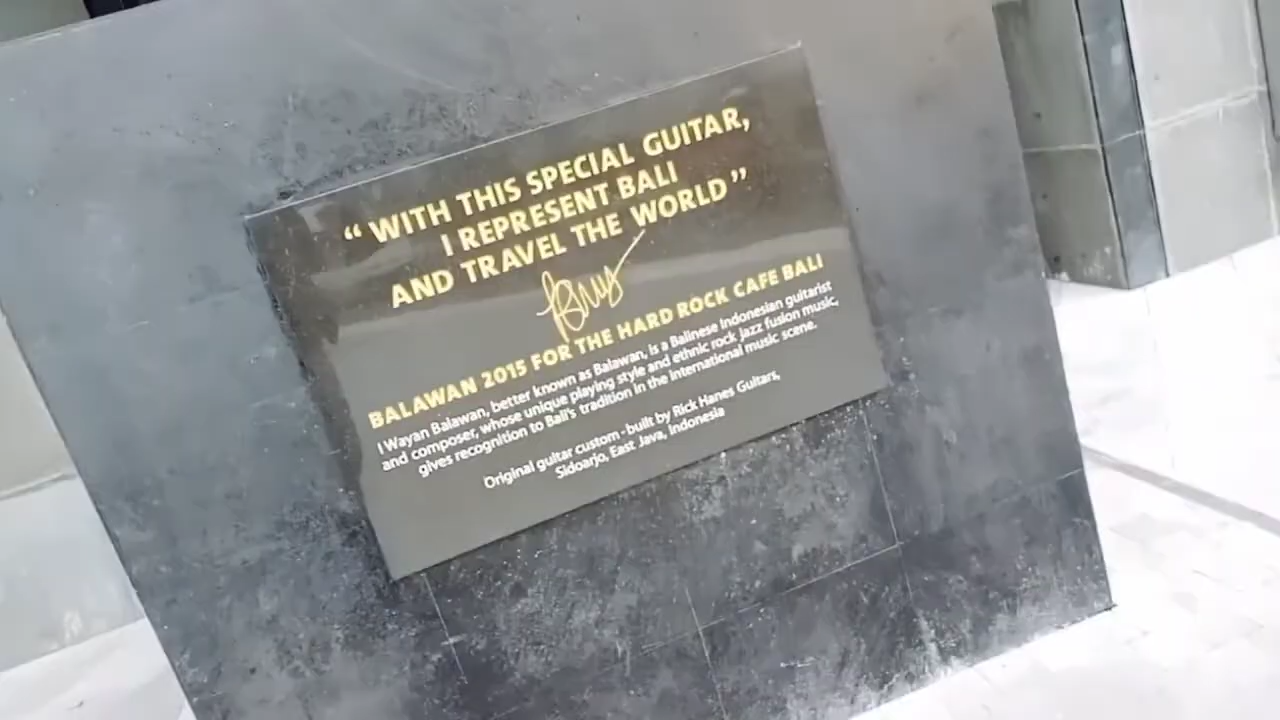 “ WITH THIS SPECIAL GUITAR,
I REPRESENT BALI
AND TRAVEL THE WORLD ”
BALAWAN 2015 FOR THE HARD ROCK CAFE BALI
I Wayan Balawan, better known as Balawan, is a Balinese Indonesian guitarist
and composer, whose unique playing style and ethnic rock jazz fusion music,
gives recognition to Bali's tradition in the international music scene.
Original guitar custom - built by Rick Hanes Guitars,
Sidoarjo, East Java, Indonesia